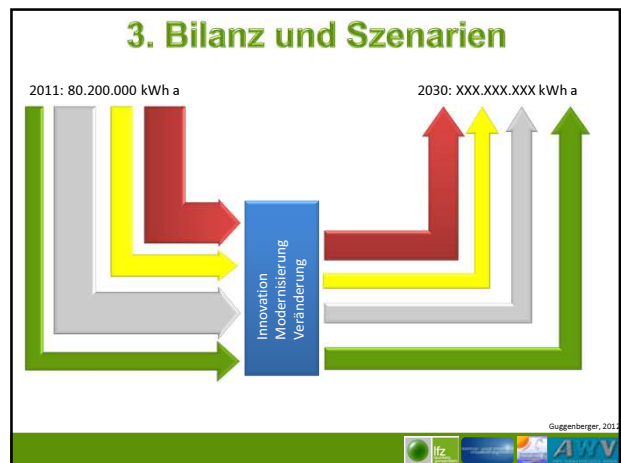 3. Bilanz und Szenarien
2011: 80.200.000 kWh a
2030: XXX.XXX.XXX kWh a
Innovation
Modernisierung
Veränderung
Guggenberger, 2012
lfz
AWV